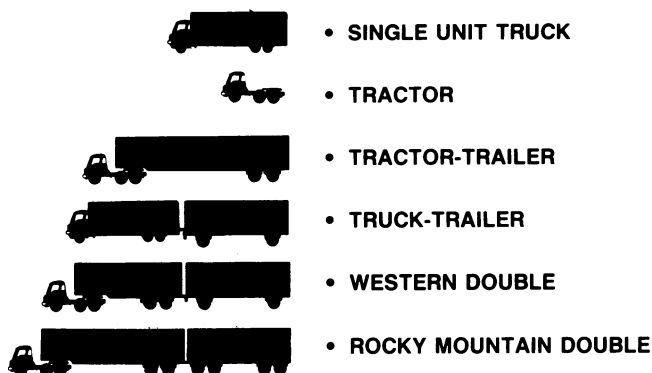 • SINGLE UNIT TRUCK
• TRACTOR
• TRACTOR-TRAILER
• TRUCK-TRAILER
• WESTERN DOUBLE
• ROCKY MOUNTAIN DOUBLE